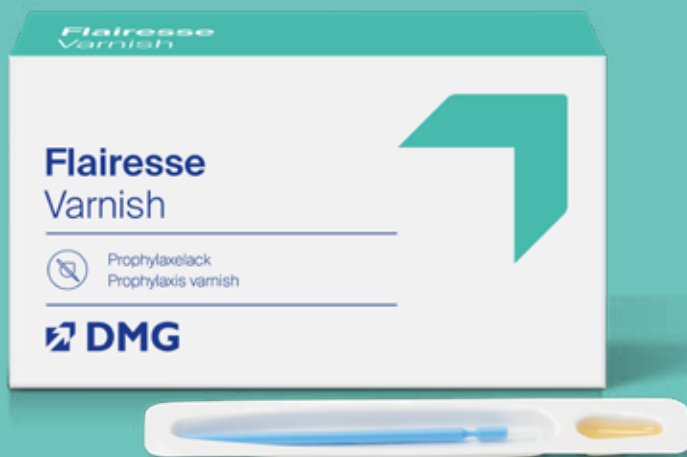 Flairesse
Varnish
Flairesse
Varnish
Prophylaxelack
Prophylaxis varnish
DMG